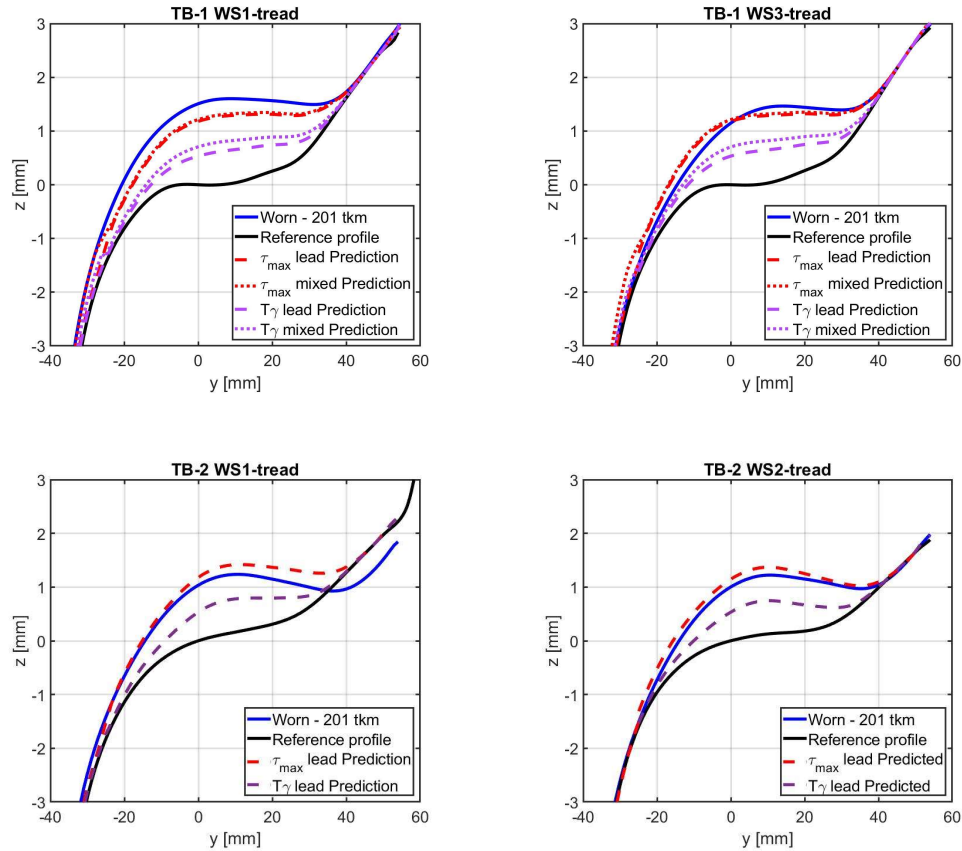 TB-1 WS1-tread
3
2
1
0
-1
-2
-3
z [mm]
-40 -20 0 20 40 60
y [mm]
Worn - 201 tkm
Reference profile
τmax lead Prediction
τmax mixed Prediction
Tγ lead Prediction
Tγ mixed Prediction
TB-1 WS3-tread
3
2
1
0
-1
-2
-3
z [mm]
-40 -20 0 20 40 60
y [mm]
Worn - 201 tkm
Reference profile
τmax lead Prediction
τmax mixed Prediction
Tγ lead Prediction
Tγ mixed Prediction
TB-2 WS1-tread
3
2
1
0
-1
-2
-3
z [mm]
-40 -20 0 20 40 60
y [mm]
Worn - 201 tkm
Reference profile
τmax lead Prediction
Tγ lead Prediction
TB-2 WS2-tread
3
2
1
0
-1
-2
-3
z [mm]
-40 -20 0 20 40 60
y [mm]
Worn - 201 tkm
Reference profile
τmax lead Predicted
Tγ lead Predicted